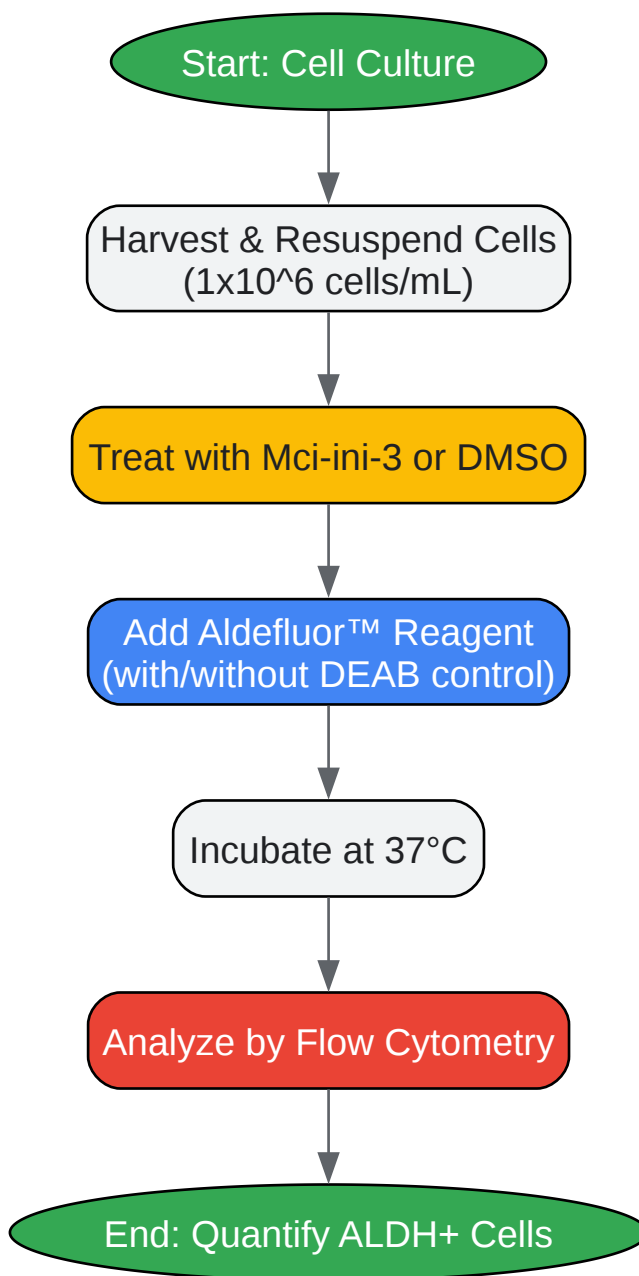 Start: Cell Culture
Harvest & Resuspend Cells
(1x10^6 cells/mL)
Treat with Mci-ini-3 or DMSO
Add Aldefluor™ Reagent
(with/without DEAB control)
Incubate at 37°C
Analyze by Flow Cytometry
End: Quantify ALDH+ Cells